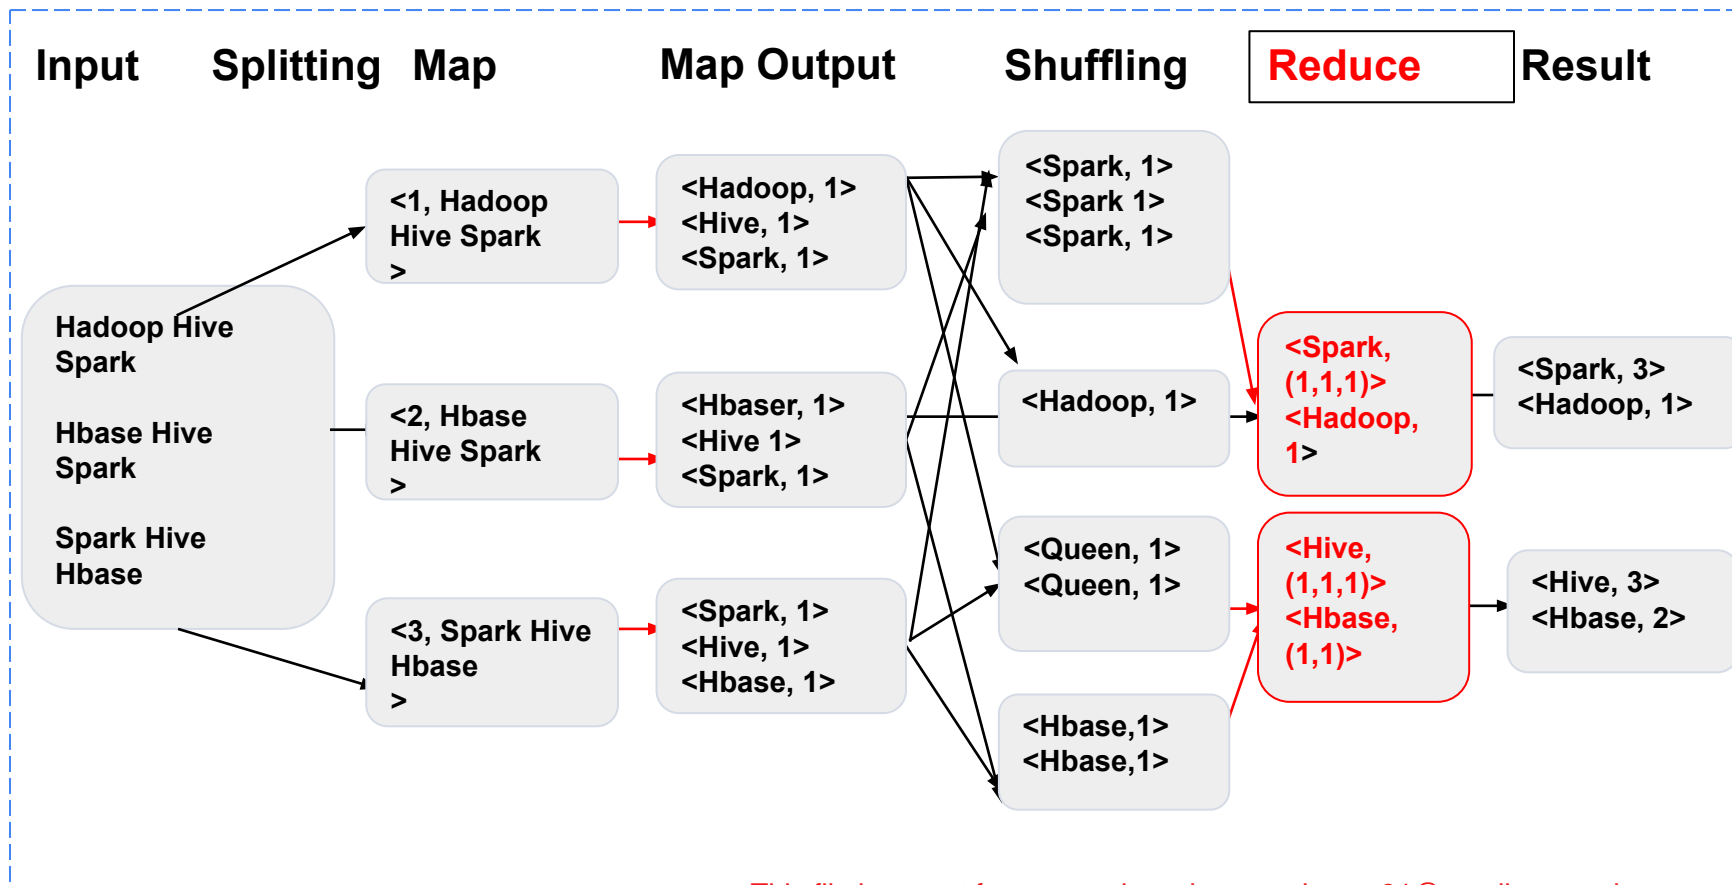 Input Splitting Map Map Output Shuffling Reduce Result
Hadoop Hive
Spark
Hbase Hive
Spark
Spark Hive
Hbase
<1, Hadoop
Hive Spark
>
<2, Hbase
Hive Spark
>
<3, Spark Hive
Hbase
>
<Hadoop, 1>
<Hive, 1>
<Spark, 1>
<Hbaser, 1>
<Hive 1>
<Spark, 1>
<Spark, 1>
<Hive, 1>
<Hbase, 1>
<Spark, 1>
<Spark 1>
<Spark, 1>
<Hadoop, 1>
<Queen, 1>
<Queen, 1>
<Hbase,1>
<Hbase,1>
<Spark,
(1,1,1)>
<Hadoop,
1>
<Hive,
(1,1,1)>
<Hbase,
(1,1)>
<Spark, 3>
<Hadoop, 1>
<Hive, 3>
<Hbase, 2>